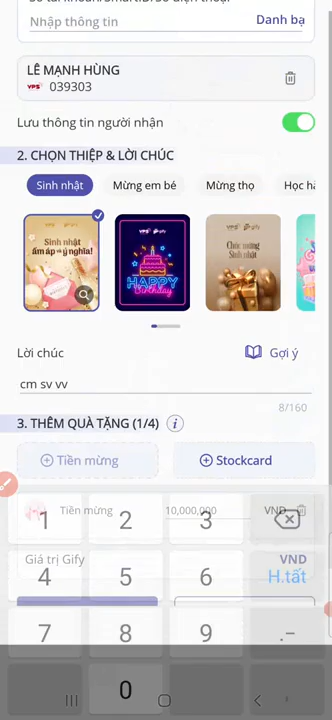 Nhập thông tin
Danh bạ
LÊ MẠNH HÙNG
VPS 039303
Lưu thông tin người nhận
2. CHỌN THIỆP & LỜI CHÚC
Sinh nhật Mừng em bé Mừng thọ
Sinh nhật
ấm áp & ý nghĩa!
HAPPY
Birthday
Chúc mừng
Sinh nhật
Lời chúc
Gợi ý
cm sv vv
8/160
3. THÊM QUÀ TẶNG (1/4) i
Tiền mừng
Stockcard
Tiền mừng 10,000,000 VND
Giá trị Gify
VND
1 2 3
4 5 6 H.tất
7 8 9 .-
0